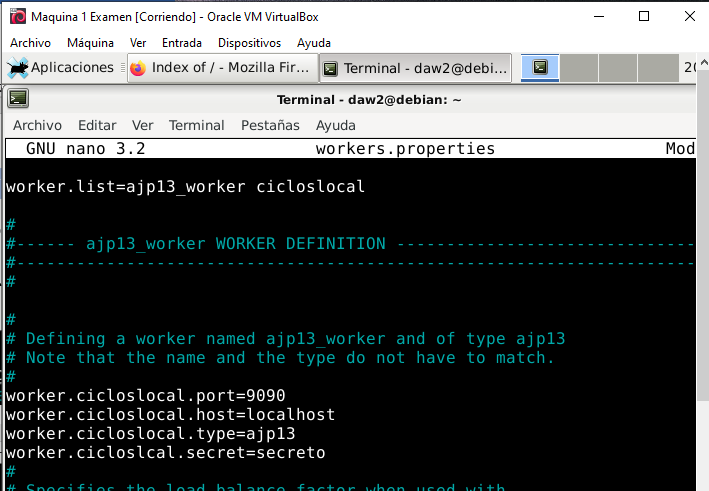 Maquina 1 Examen [Corriendo] - Oracle VM VirtualBox
Archivo Máquina Ver Entrada Dispositivos Ayuda
Aplicaciones Index of / - Mozilla Fir... Terminal - daw2@debi... 20
Terminal - daw2@debian: ~
Archivo Editar Ver Terminal Pestañas Ayuda
GNU nano 3.2 workers.properties Mod
worker.list=ajp13_worker cicloslocal
#
#------ ajp13_worker WORKER DEFINITION ------------------------------
#---------------------------------------------------------------------
#
#
# Defining a worker named ajp13_worker and of type ajp13
# Note that the name and the type do not have to match.
#
worker.cicloslocal.port=9090
worker.cicloslocal.host=localhost
worker.cicloslocal.type=ajp13
worker.cicloslcal.secret=secreto
#
# Specifies the load balance factor when used with